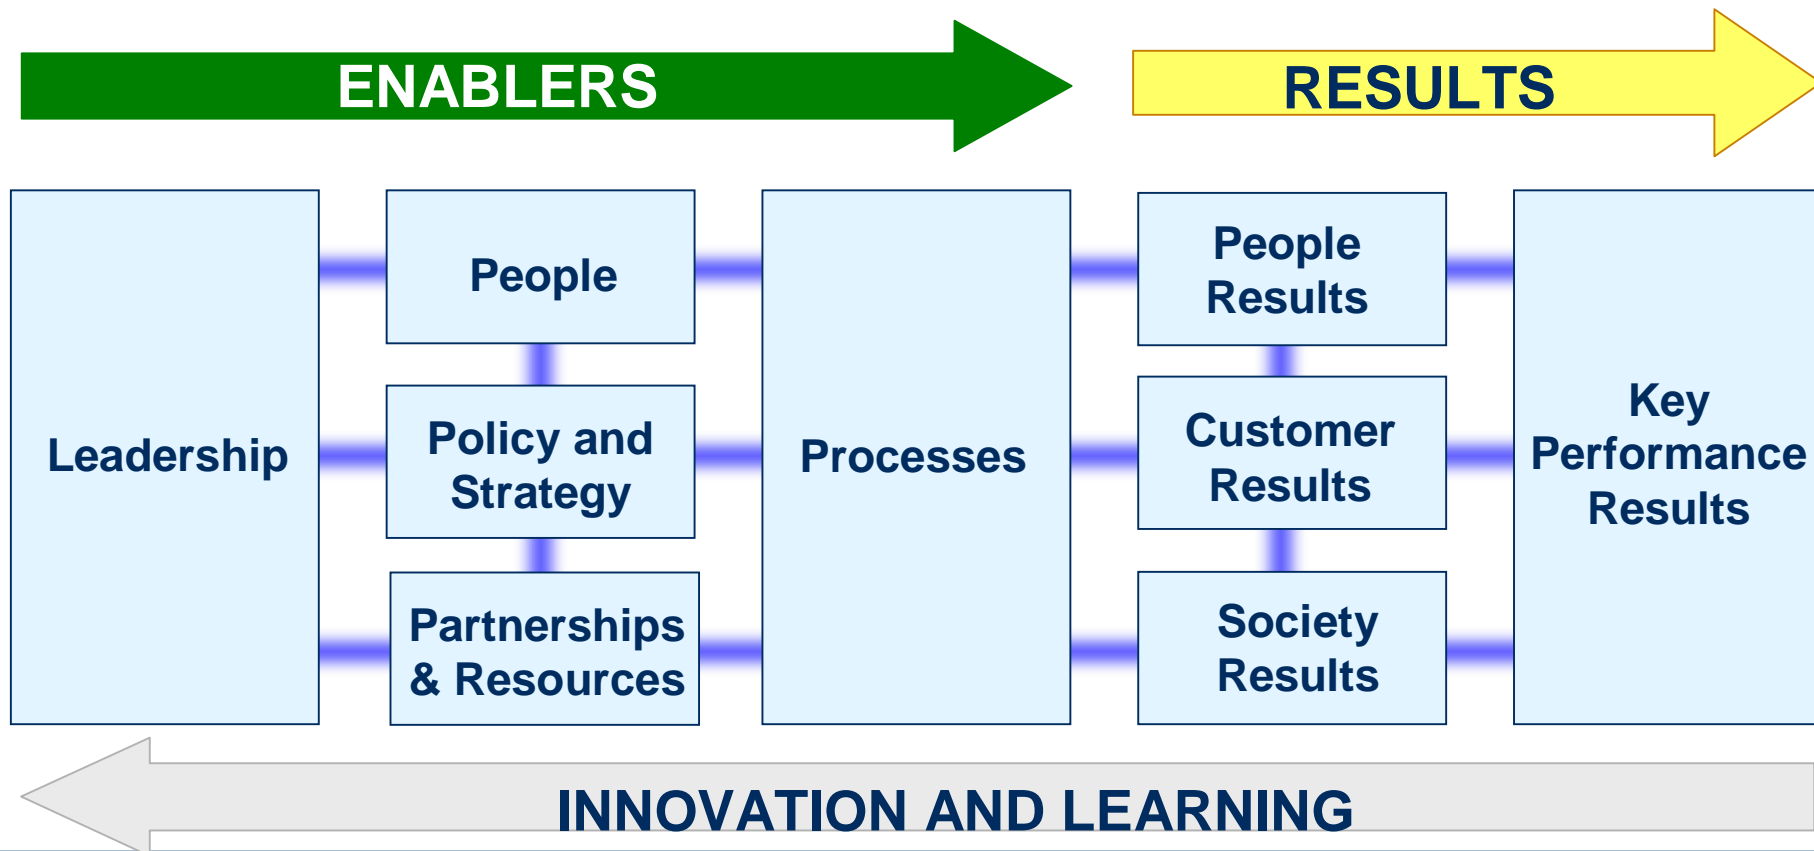 ENABLERS
RESULTS
Leadership
People
Policy and
Strategy
Partnerships
& Resources
Processes
People
Results
Customer
Results
Society
Results
Key
Performance
Results
INNOVATION AND LEARNING